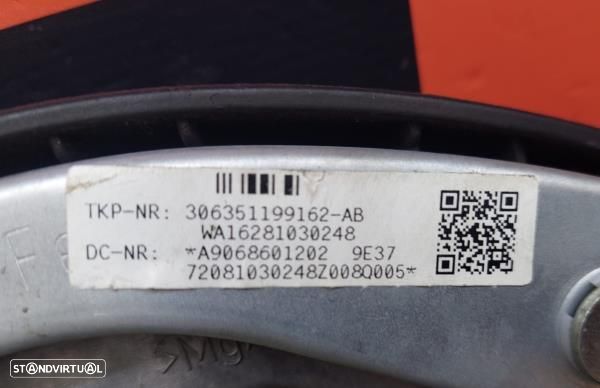 TKP-NR: 306351199162-AB
WA16281030248
DC-NR: *A9068601202 9E37
72081030248Z008Q005*
STANDVIRTUAL